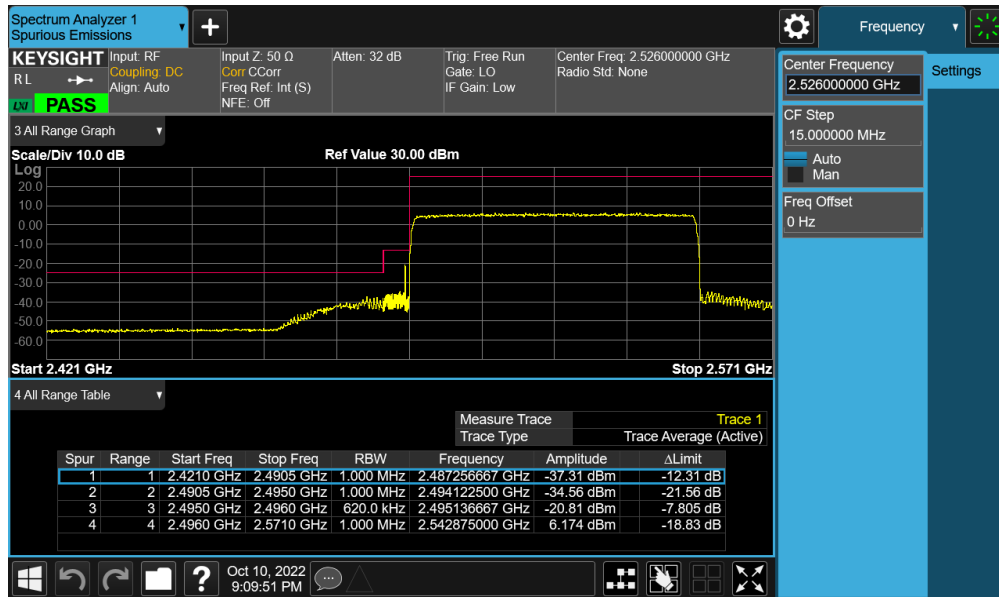 Spectrum Analyzer 1
Spurious Emissions
+
Frequency
KEYSIGHT
R L
LXI
PASS
Input: RF
Coupling: DC
Align: Auto
Input Z: 50 Ω
Corr CCorr
Freq Ref: Int (S)
NFE: Off
Atten: 32 dB
Trig: Free Run
Gate: LO
IF Gain: Low
Center Freq: 2.526000000 GHz
Radio Std: None
Center Frequency
2.526000000 GHz
Settings
CF Step
15.000000 MHz
Auto
Man
Freq Offset
0 Hz
3 All Range Graph
Scale/Div 10.0 dB
Ref Value 30.00 dBm
Log
20.0
10.0
0.00
-10.0
-20.0
-30.0
-40.0
-50.0
-60.0
Start 2.421 GHz
Stop 2.571 GHz
4 All Range Table
Measure Trace Trace 1
Trace Type Trace Average (Active)
Spur Range Start Freq Stop Freq RBW Frequency Amplitude ΔLimit
1 1 2.4210 GHz 2.4905 GHz 1.000 MHz 2.487256667 GHz -37.31 dBm -12.31 dB
2 2 2.4905 GHz 2.4950 GHz 1.000 MHz 2.494122500 GHz -34.56 dBm -21.56 dB
3 3 2.4950 GHz 2.4960 GHz 620.0 kHz 2.495136667 GHz -20.81 dBm -7.805 dB
4 4 2.4960 GHz 2.5710 GHz 1.000 MHz 2.542875000 GHz 6.174 dBm -18.83 dB
?
Oct 10, 2022
9:09:51 PM